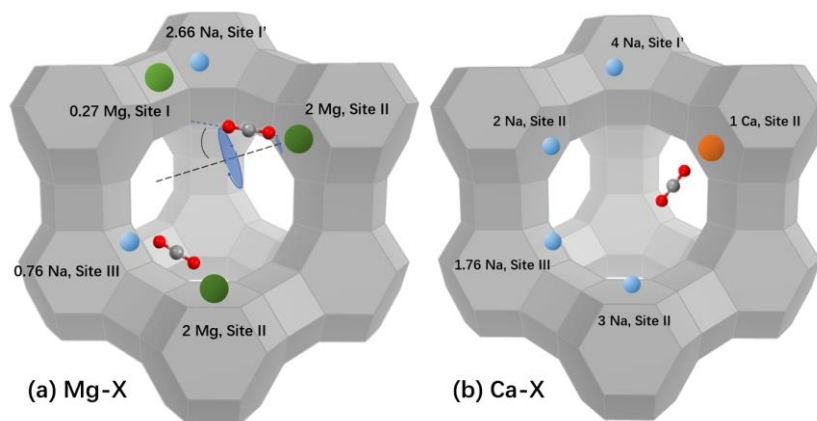 2.66 Na, Site I'
0.27 Mg, Site I
2 Mg, Site II
0.76 Na, Site III
2 Mg, Site II
(a) Mg-X
4 Na, Site I'
2 Na, Site II
1 Ca, Site II
1.76 Na, Site III
3 Na, Site II
(b) Ca-X